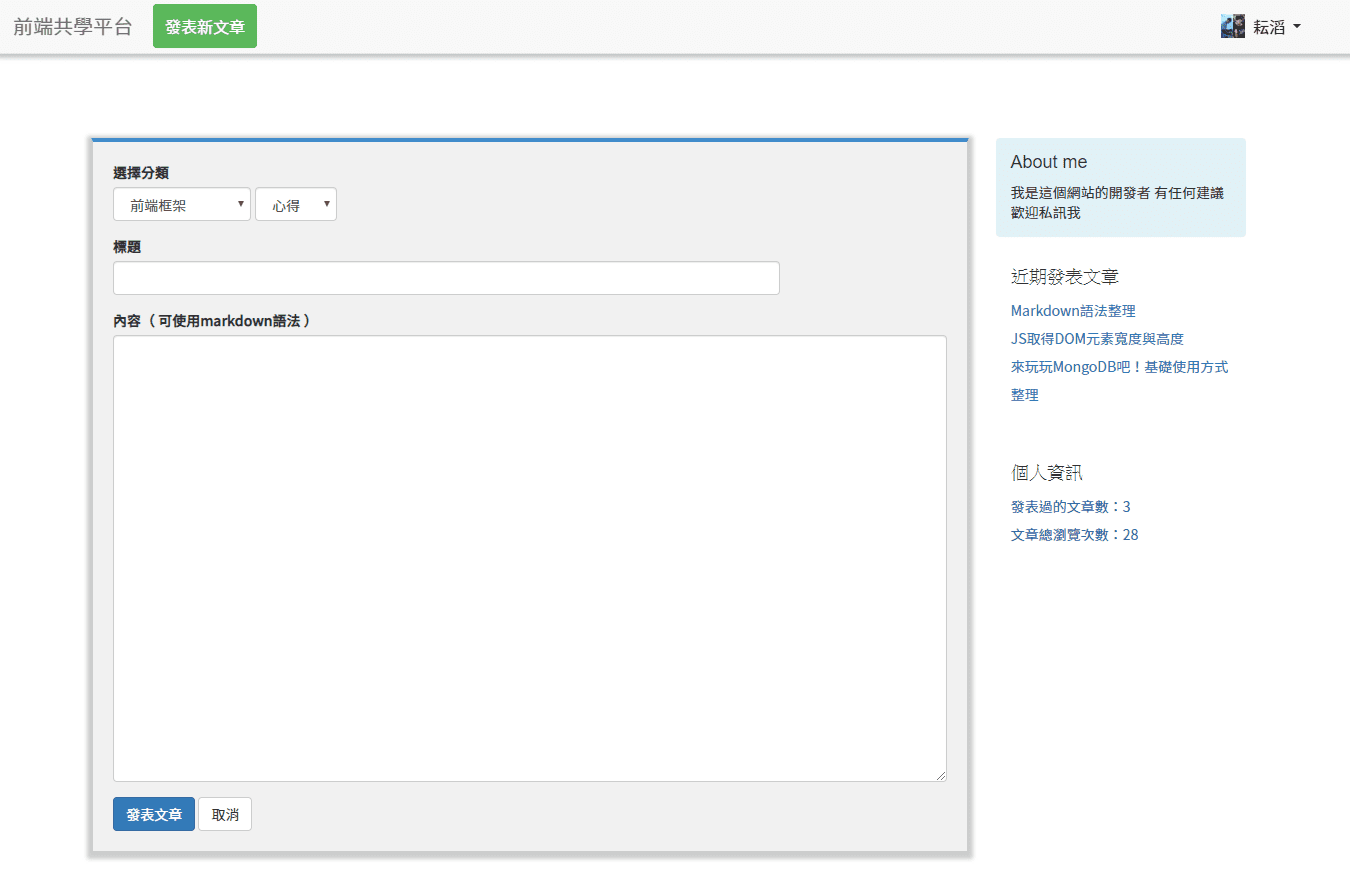 前端共學平台
發表新文章
耘滔
選擇分類
前端框架
心得
標題
內容（可使用markdown語法）
發表文章
取消
About me
我是這個網站的開發者 有任何建議
歡迎私訊我
近期發表文章
Markdown語法整理
JS取得DOM元素寬度與高度
來玩玩MongoDB吧！基礎使用方式
整理
個人資訊
發表過的文章數：3
文章總瀏覽次數：28